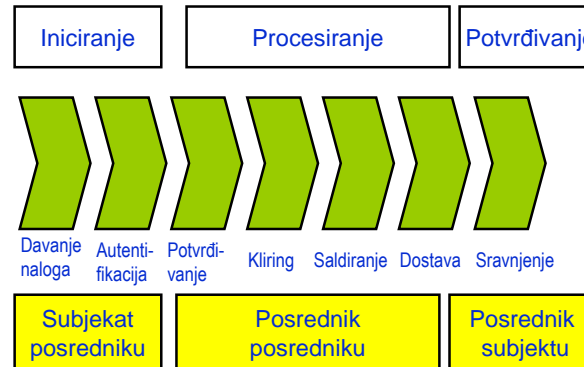 Iniciranje
Procesiranje
Potvrđivanje
Davanje
naloga
Autenti-
fikacija
Potvrđi-
vanje
Kliring
Saldiranje
Dostava
Sravnjenje
Subjekat
posredniku
Posrednik
posredniku
Posrednik
subjektu